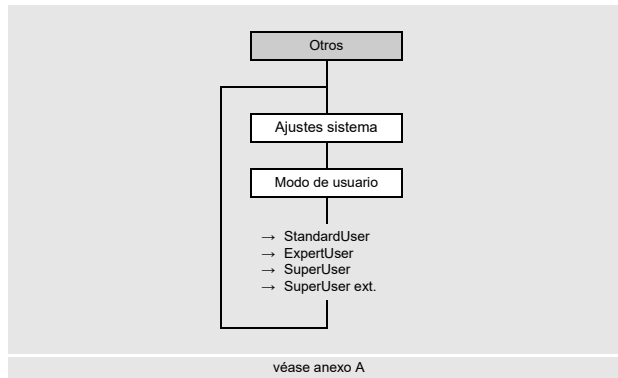 Otros
Ajustes sistema
Modo de usuario
→ StandardUser
→ ExpertUser
→ SuperUser
→ SuperUser ext.
véase anexo A